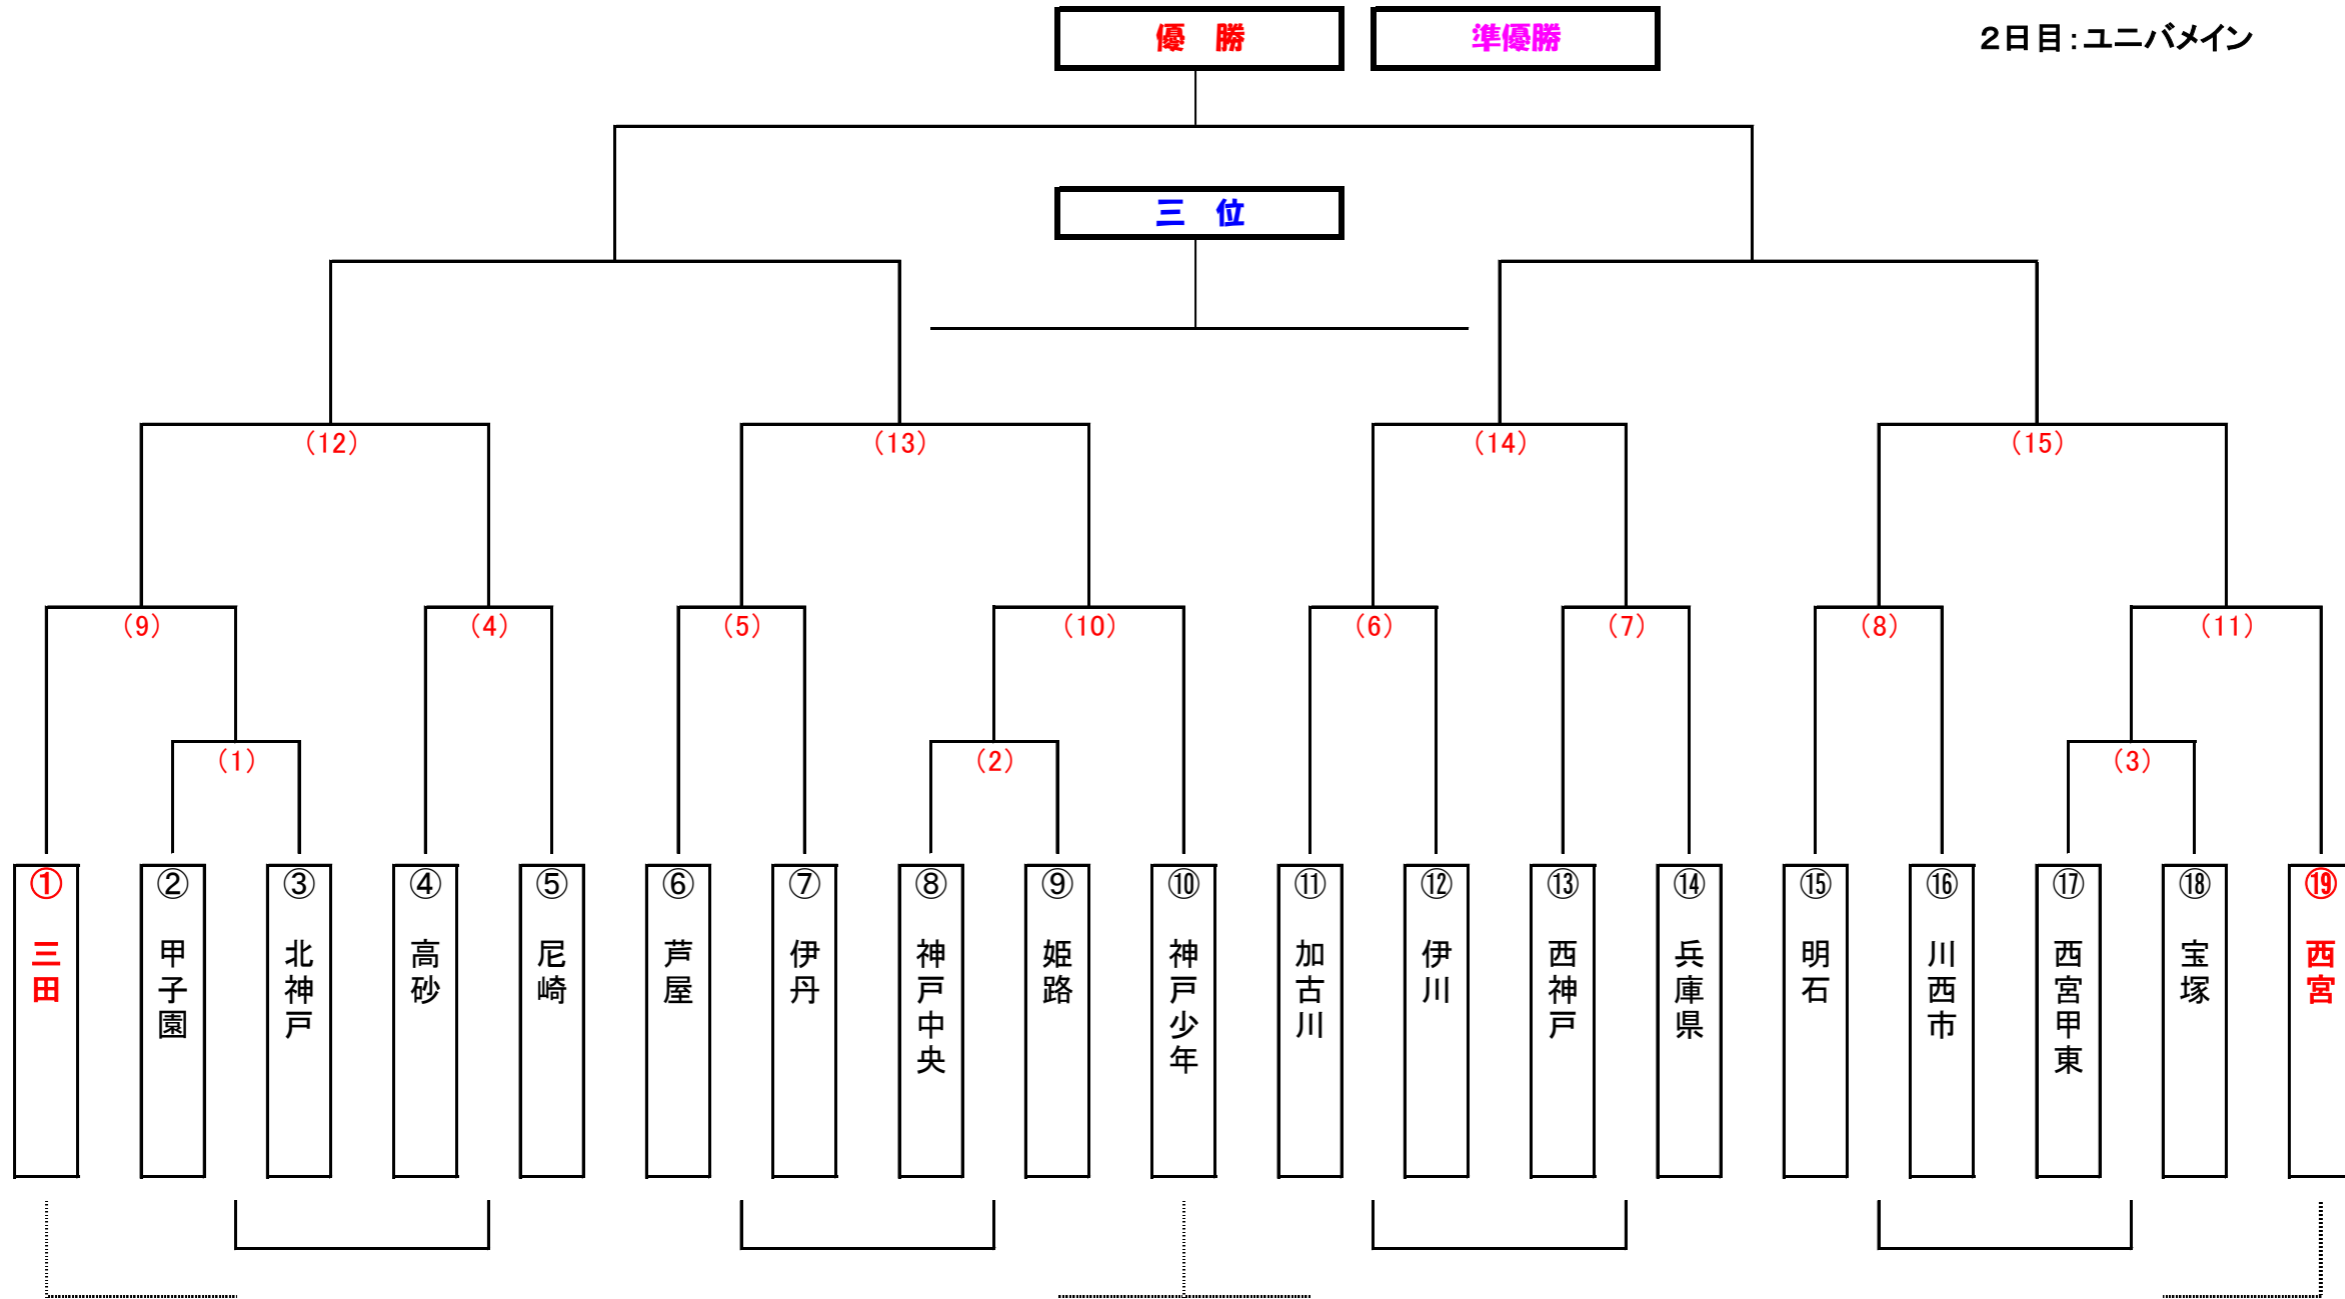 優　勝
準優勝
２日目：ユニバメイン
三　位
（12）
（13）
（14）
（15）
（9）
（4）
（5）
（10）
（6）
（7）
（8）
（11）
（1）
（2）
（3）
① 三田
② 甲子園
③ 北神戸
④ 高砂
⑤ 尼崎
⑥ 芦屋
⑦ 伊丹
⑧ 神戸中央
⑨ 姫路
⑩ 神戸少年
⑪ 加古川
⑫ 伊川
⑬ 西神戸
⑭ 兵庫県
⑮ 明石
⑯ 川西市
⑰ 西宮甲東
⑱ 宝塚
⑲ 西宮